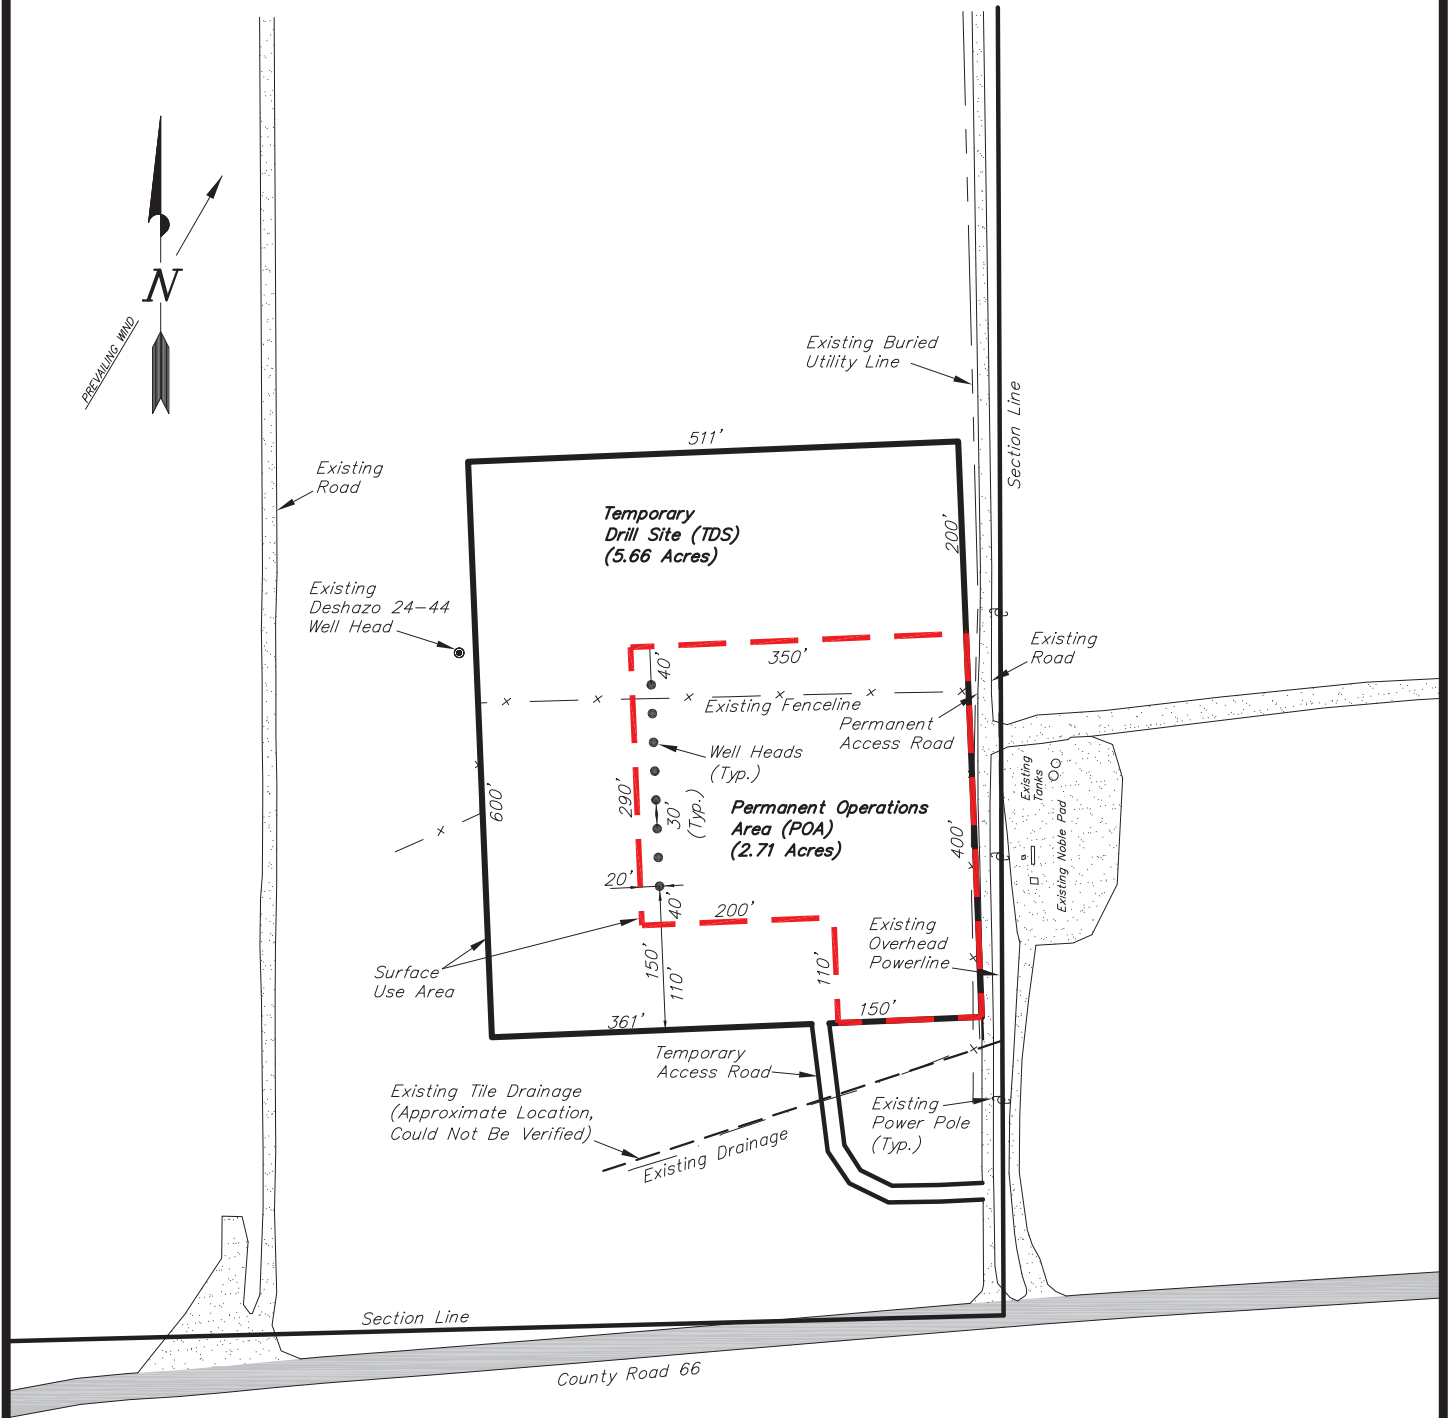 N
PREVAILING WIND
Existing Buried
Utility Line
Section Line
511'
Existing
Road
Temporary
Drill Site (TDS)
(5.66 Acres)
200'
Existing
Deshazo 24-44
Well Head
Existing
Road
40'
350'
Existing Fenceline
Permanent
Access Road
Well Heads
(Typ.)
Existing
Tanks
600'
290'
30'
(Typ.)
Permanent Operations
Area (POA)
(2.71 Acres)
400'
Existing Noble Pad
20'
40'
200'
Existing
Overhead
Powerline
Surface
Use Area
150'
110'
110'
150'
361'
Temporary
Access Road
Existing Tile Drainage
(Approximate Location,
Could Not Be Verified)
Existing
Power Pole
(Typ.)
Existing Drainage
Section Line
County Road 66